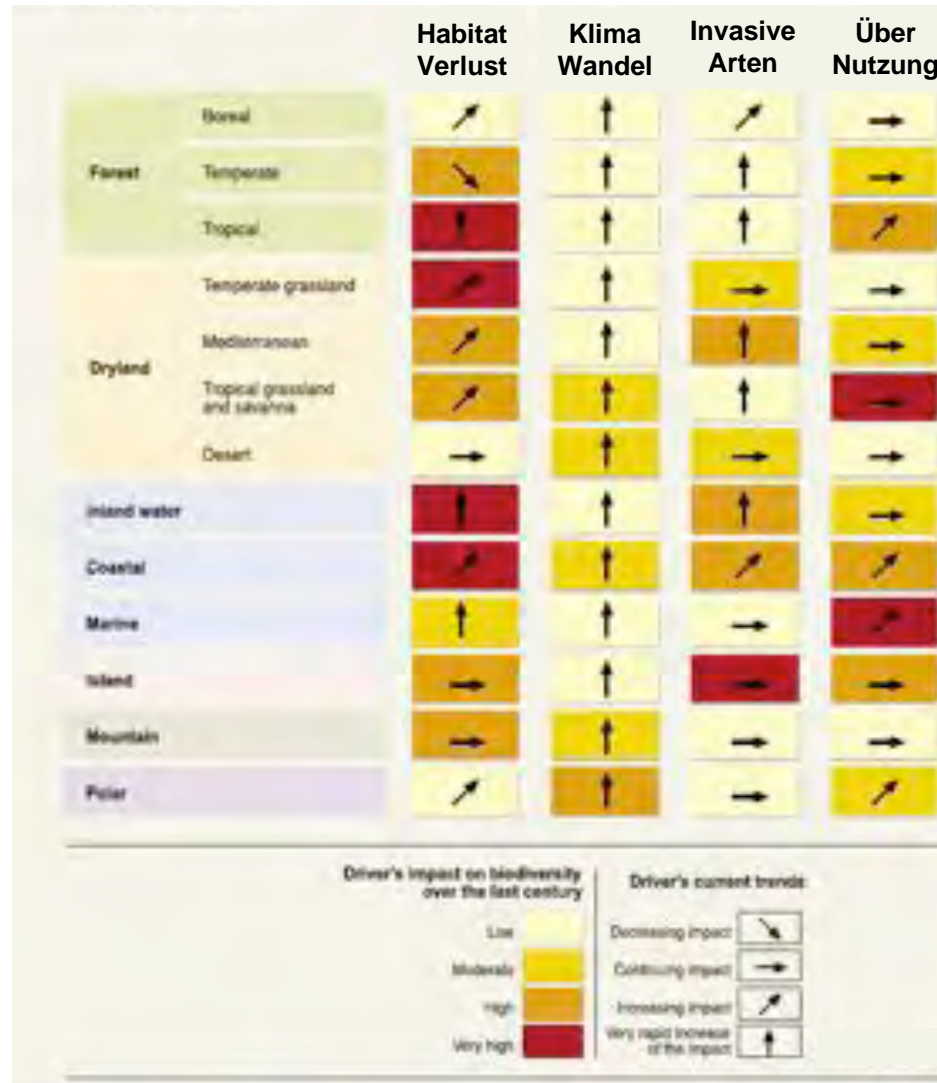 Habitat
Verlust
Klima
Wandel
Invasive
Arten
Über
Nutzung
Forest
Boreal
Temperate
Tropical
Dryland
Temperate grassland
Mediterranean
Tropical grassland
and savanna
Desert
Inland water
Coastal
Marine
Island
Mountain
Polar
Driver's impact on biodiversity
over the last century
Low
Moderate
High
Very high
Driver's current trends
Decreasing impact
Continuing impact
Increasing impact
Very rapid increase
of the impact